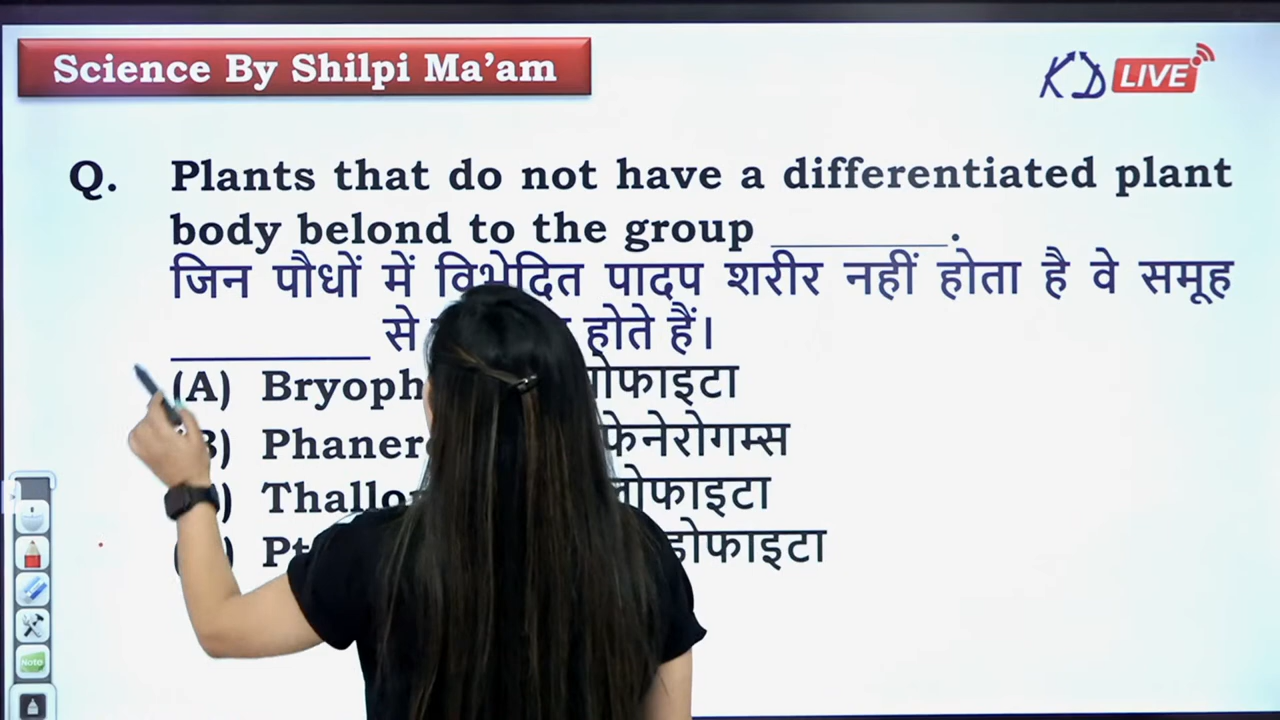 Science By Shilpi Ma’am
KD LIVE
Q. Plants that do not have a differentiated plant
body belond to the group ________.
जिन पौधों में विभेदित पादप शरीर नहीं होता है वे समूह
________ से होते हैं।
(A) Bryoph ोफाइटा
B) Phaner फेनेरोगम्स
) Thallo ोफाइटा
Pt डोफाइटा
Note